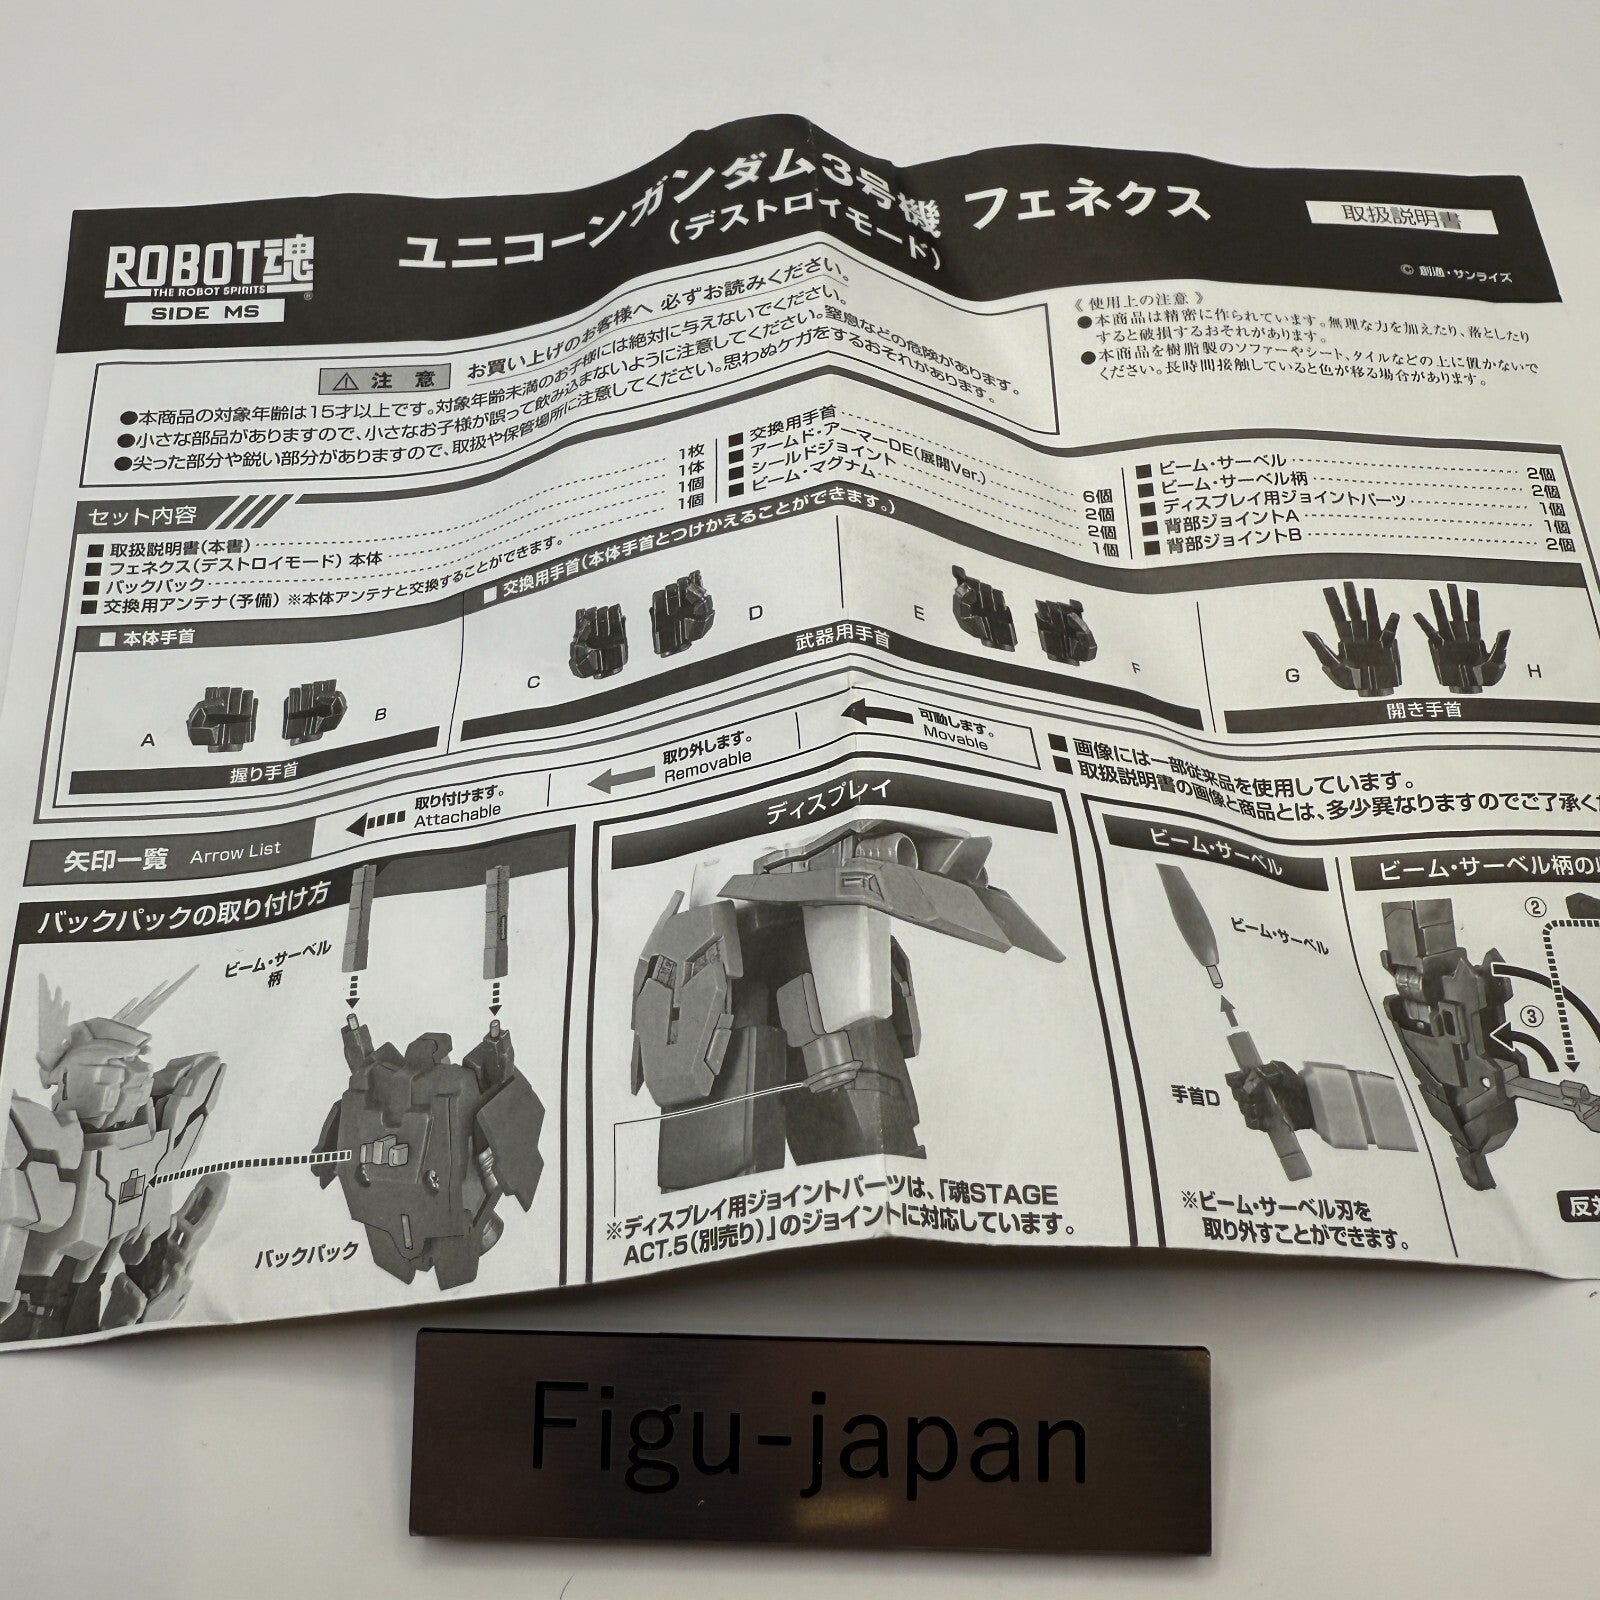 ROBOT魂
THE ROBOT SPIRITS
SIDE MS
ユニコーンガンダム3号機 フェネクス
(デストロイモード)
取扱説明書
© 創通・サンライズ
⚠ 注 意
お買い上げのお客様へ 必ずお読みください。
●本商品の対象年齢は15才以上です。対象年齢未満のお子様には絶対に与えないでください。
●小さな部品がありますので、小さなお子様が誤って飲み込まないように注意してください。窒息などの危険があります。
●尖った部分や鋭い部分がありますので、取扱や保管場所に注意してください。思わぬケガをするおそれがあります。
《 使用上の注意 》
●本商品は精密に作られています。無理な力を加えたり、落としたり
すると破損するおそれがあります。
●本商品を樹脂製のソファーやシート、タイルなどの上に置かないで
ください。長時間接触していると色が移る場合があります。
セット内容
■ 取扱説明書(本書) 1枚
■ フェネクス(デストロイモード) 本体 1体
■ バックパック 1個
■ 交換用アンテナ(予備) ※本体アンテナと交換することができます。 1個
■ 交換用手首 6個
■ アームド・アーマーDE(展開Ver.) 2個
■ シールドジョイント 2個
■ ビーム・マグナム 1個
■ ビーム・サーベル 2個
■ ビーム・サーベル柄 2個
■ ディスプレイ用ジョイントパーツ 1個
■ 背部ジョイントA 1個
■ 背部ジョイントB 2個
■ 本体手首
A
B
握り手首
■ 交換用手首(本体手首とつけかえることができます。)
C
D
E
F
武器用手首
G
H
開き手首
矢印一覧 Arrow List
取り付けます。
Attachable
取り外します。
Removable
可動します。
Movable
■ 画像には一部従来品を使用しています。
■ 取扱説明書の画像と商品とは、多少異なりますのでご了承くだ
バックパックの取り付け方
ビーム・サーベル
柄
バックパック
ディスプレイ
※ディスプレイ用ジョイントパーツは、「魂STAGE
ACT.5(別売り)」のジョイントに対応しています。
ビーム・サーベル
ビーム・サーベル
手首D
※ビーム・サーベル刃を
取り外すことができます。
ビーム・サーベル柄の
②
③
反対
Figu-japan